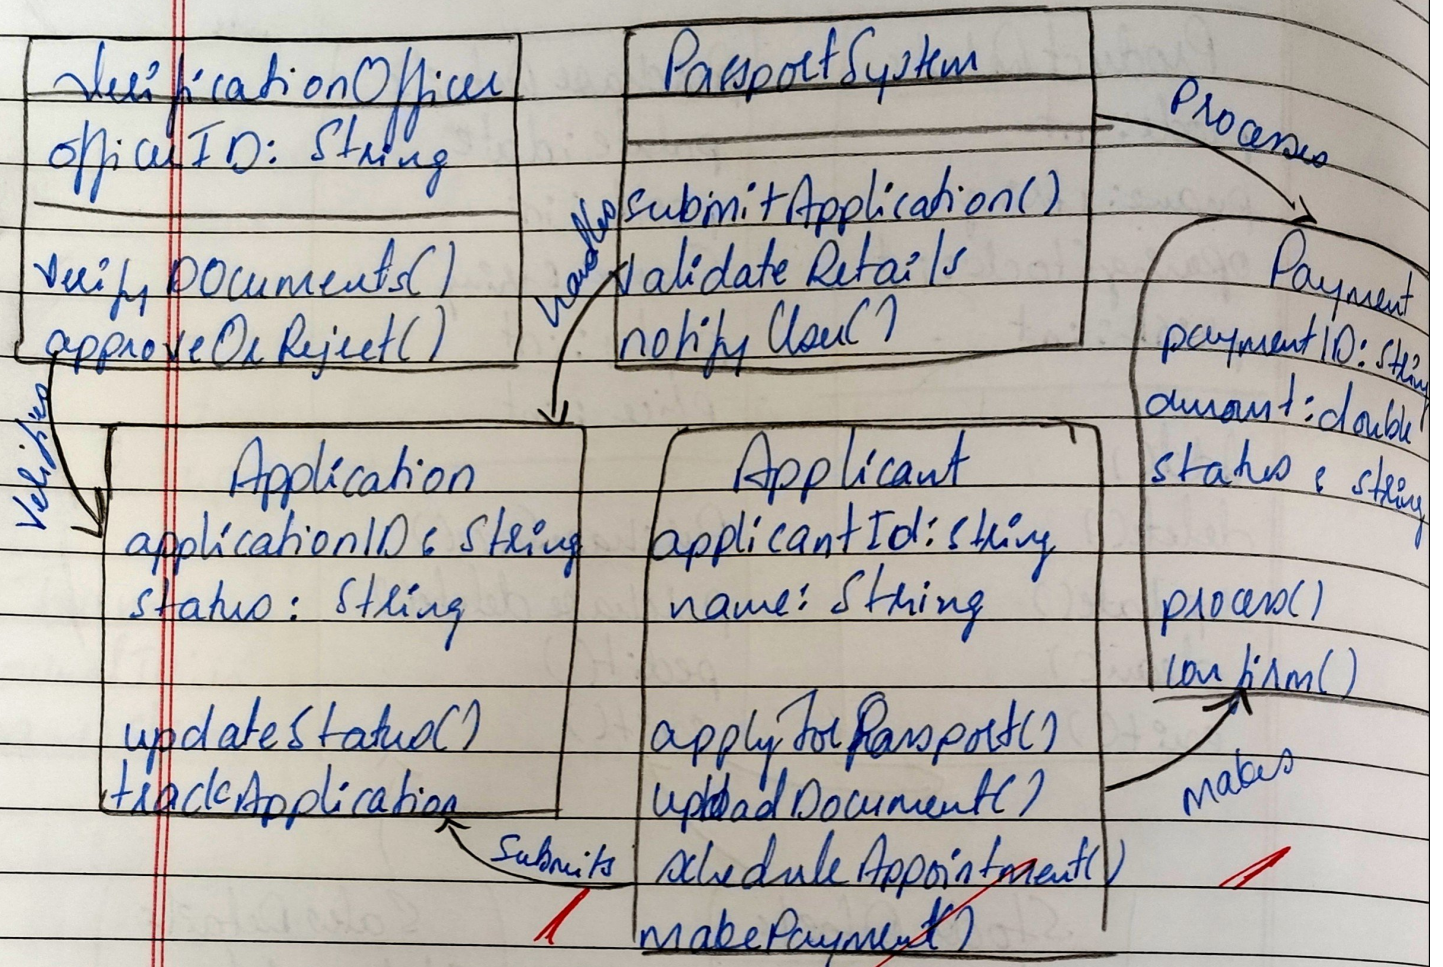 VerificationOfficer
officerID: String
verifyDocuments()
approveOrReject()
Verifies
PassportSystem
submitApplication()
validateDetails
notifyUser()
handles
Processes
Payment
paymentID: String
amount: double
status: string
process()
confirm()
Application
applicationID: String
status: String
updateStatus()
trackApplication
Submits
Applicant
applicantId: string
name: String
applyForPassport()
uploadDocument()
scheduleAppointment()
makePayment()
makes